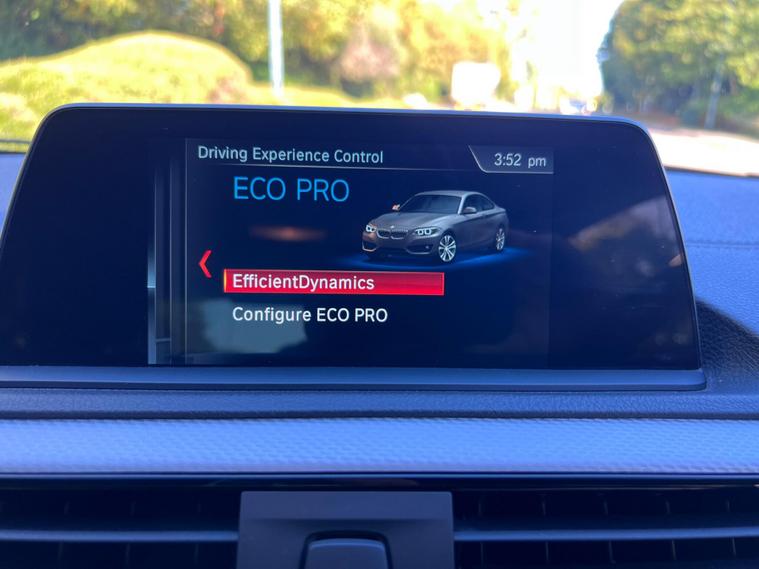 Driving Experience Control
3:52 pm
ECO PRO
EfficientDynamics
Configure ECO PRO